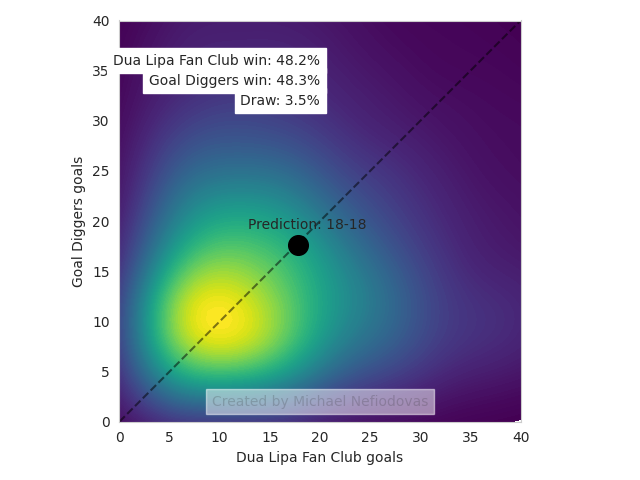 40
35
30
25
20
15
10
5
0
Goal Diggers goals
Dua Lipa Fan Club win: 48.2%
Goal Diggers win: 48.3%
Draw: 3.5%
Prediction: 18-18
Created by Michael Nefiodovas
0 5 10 15 20 25 30 35 40
Dua Lipa Fan Club goals